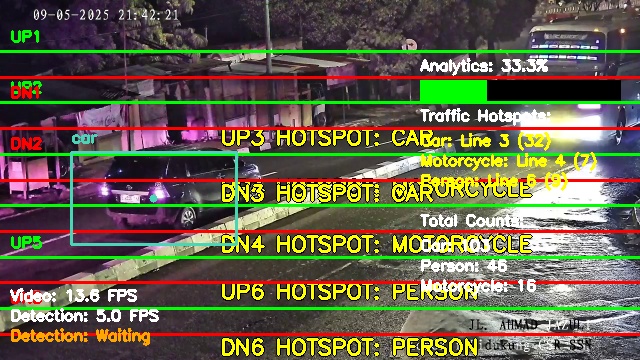 09-05-2025 21:42:21
UP1
Analytics: 33.3%
DN1
Traffic Hotspots:
UP3 HOTSPOT: CAR
Car: Line 3 (32)
DN2
car
Motorcycle: Line 4 (7)
DN3 HOTSPOT: CAR
Total Counts:
UP5
DN4 HOTSPOT: MOTORCYCLE
Person: 46
Motorcycle: 16
UP6 HOTSPOT: PERSON
Video: 13.6 FPS
Detection: 5.0 FPS
Detection: Waiting
JL. AHMAD
DN6 HOTSPOT: PERSON